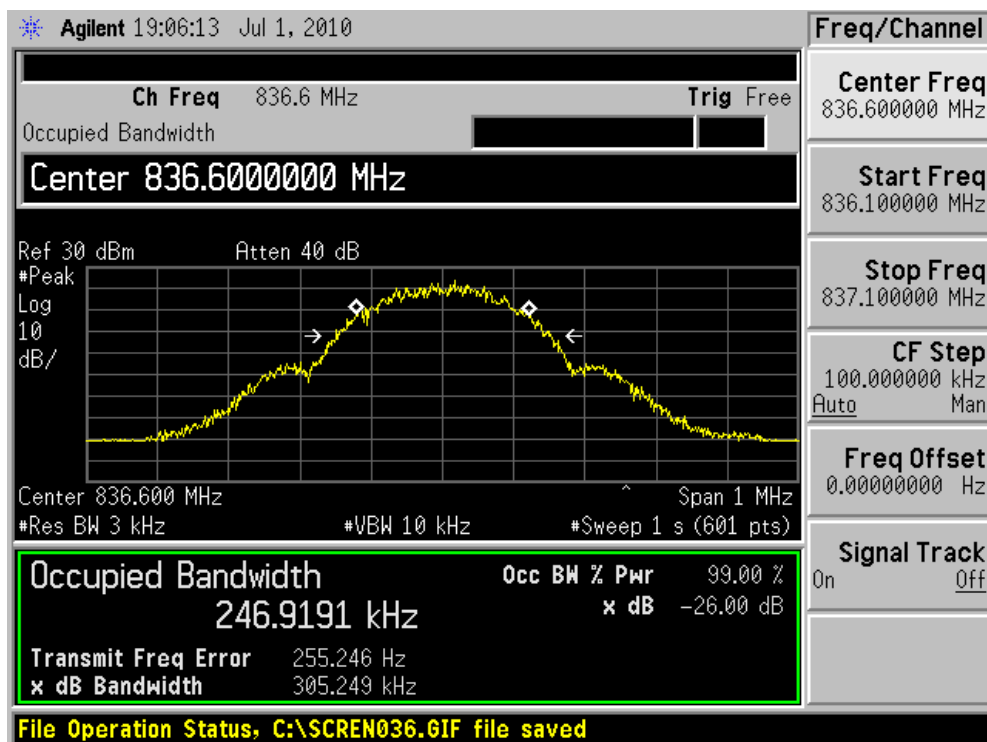 Agilent 19:06:13 Jul 1, 2010
Freq/Channel
Ch Freq 836.6 MHz Trig Free
Occupied Bandwidth
Center 836.6000000 MHz
Ref 30 dBm Atten 40 dB
#Peak
Log
10
dB/
Center 836.600 MHz Span 1 MHz
#Res BW 3 kHz #VBW 10 kHz #Sweep 1 s (601 pts)
Occupied Bandwidth
246.9191 kHz
Occ BW % Pwr 99.00 %
x dB -26.00 dB
Transmit Freq Error 255.246 Hz
x dB Bandwidth 305.249 kHz
Center Freq
836.600000 MHz
Start Freq
836.100000 MHz
Stop Freq
837.100000 MHz
CF Step
100.000000 kHz
Auto Man
Freq Offset
0.00000000 Hz
Signal Track
On Off
File Operation Status, C:\SCREN036.GIF file saved